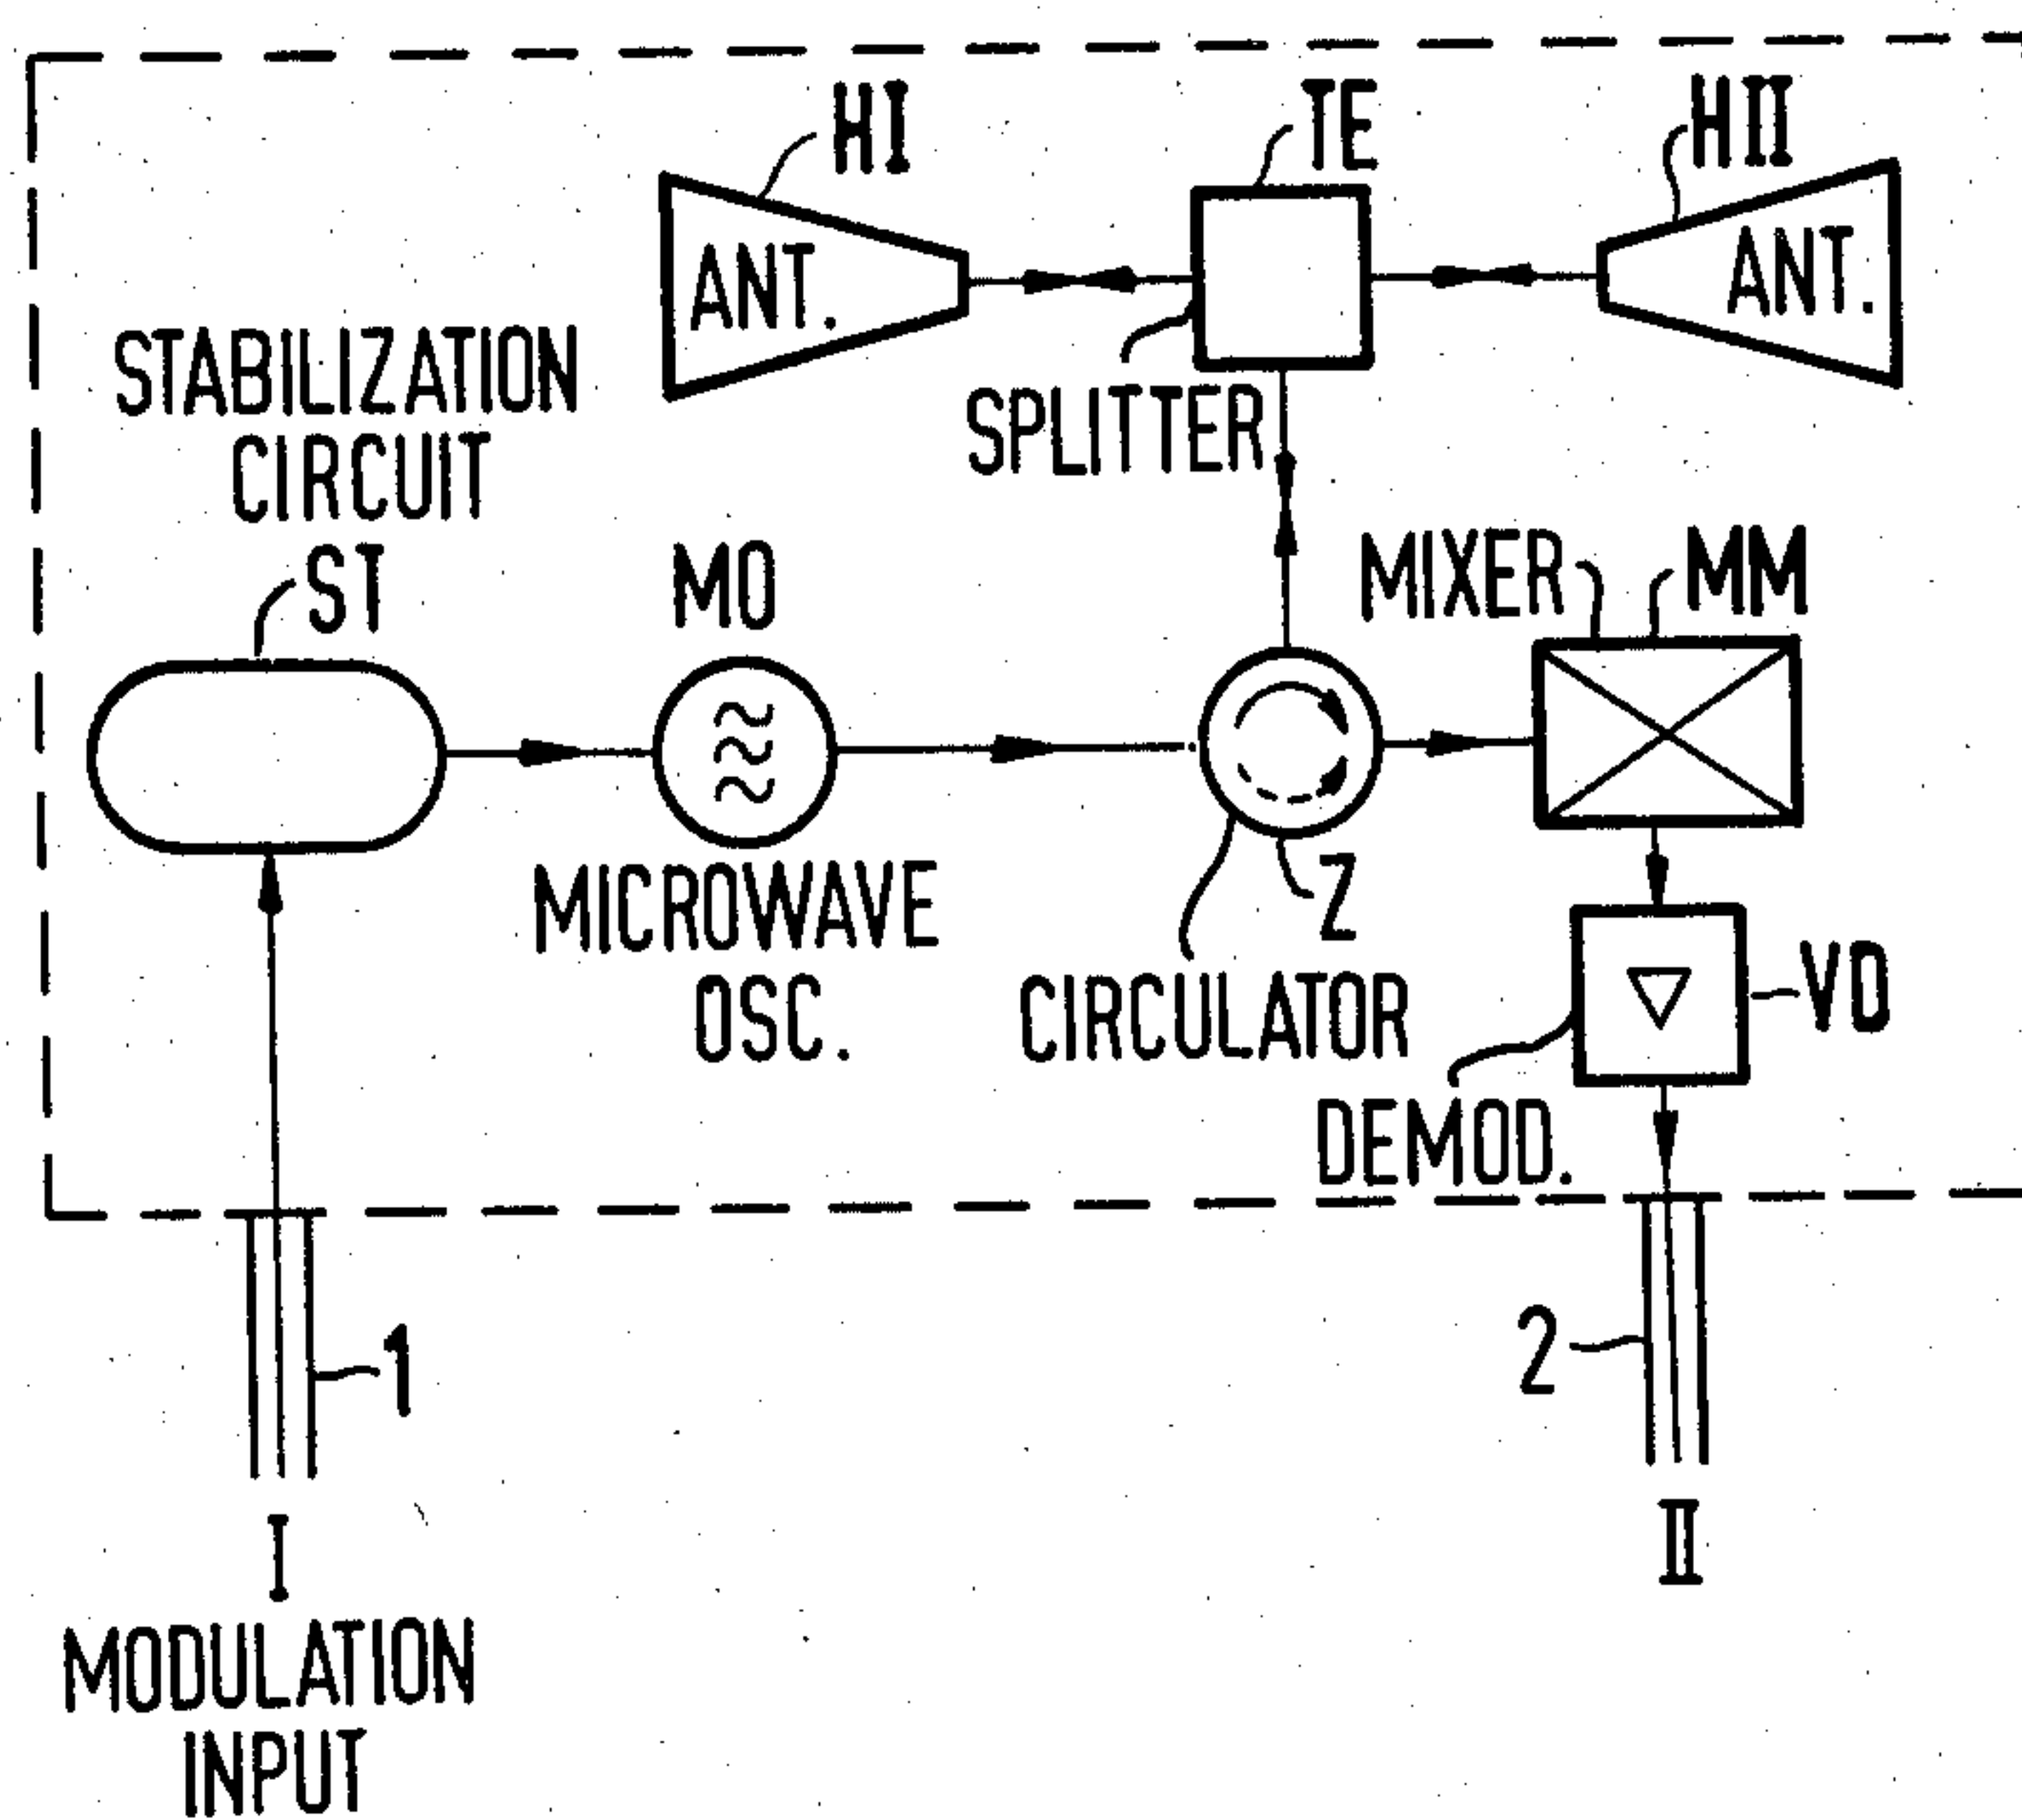 HI
TE
HII
ANT.
ANT.
STABILIZATION
CIRCUIT
ST
SPLITTER
MO
MIXER
MM
MICROWAVE
OSC.
Z
CIRCULATOR
VD
DEMOD.
1
2
I
II
MODULATION
INPUT